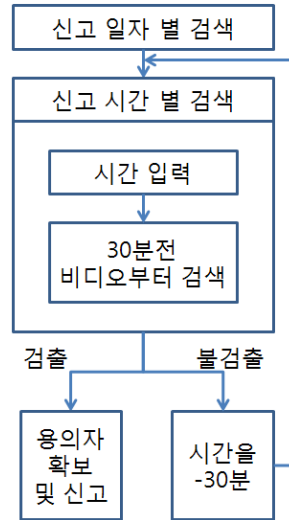 신고 일자 별 검색
신고 시간 별 검색
시간 입력
30분전
비디오부터 검색
검출
불검출
용의자
확보
및 신고
시간을
-30분